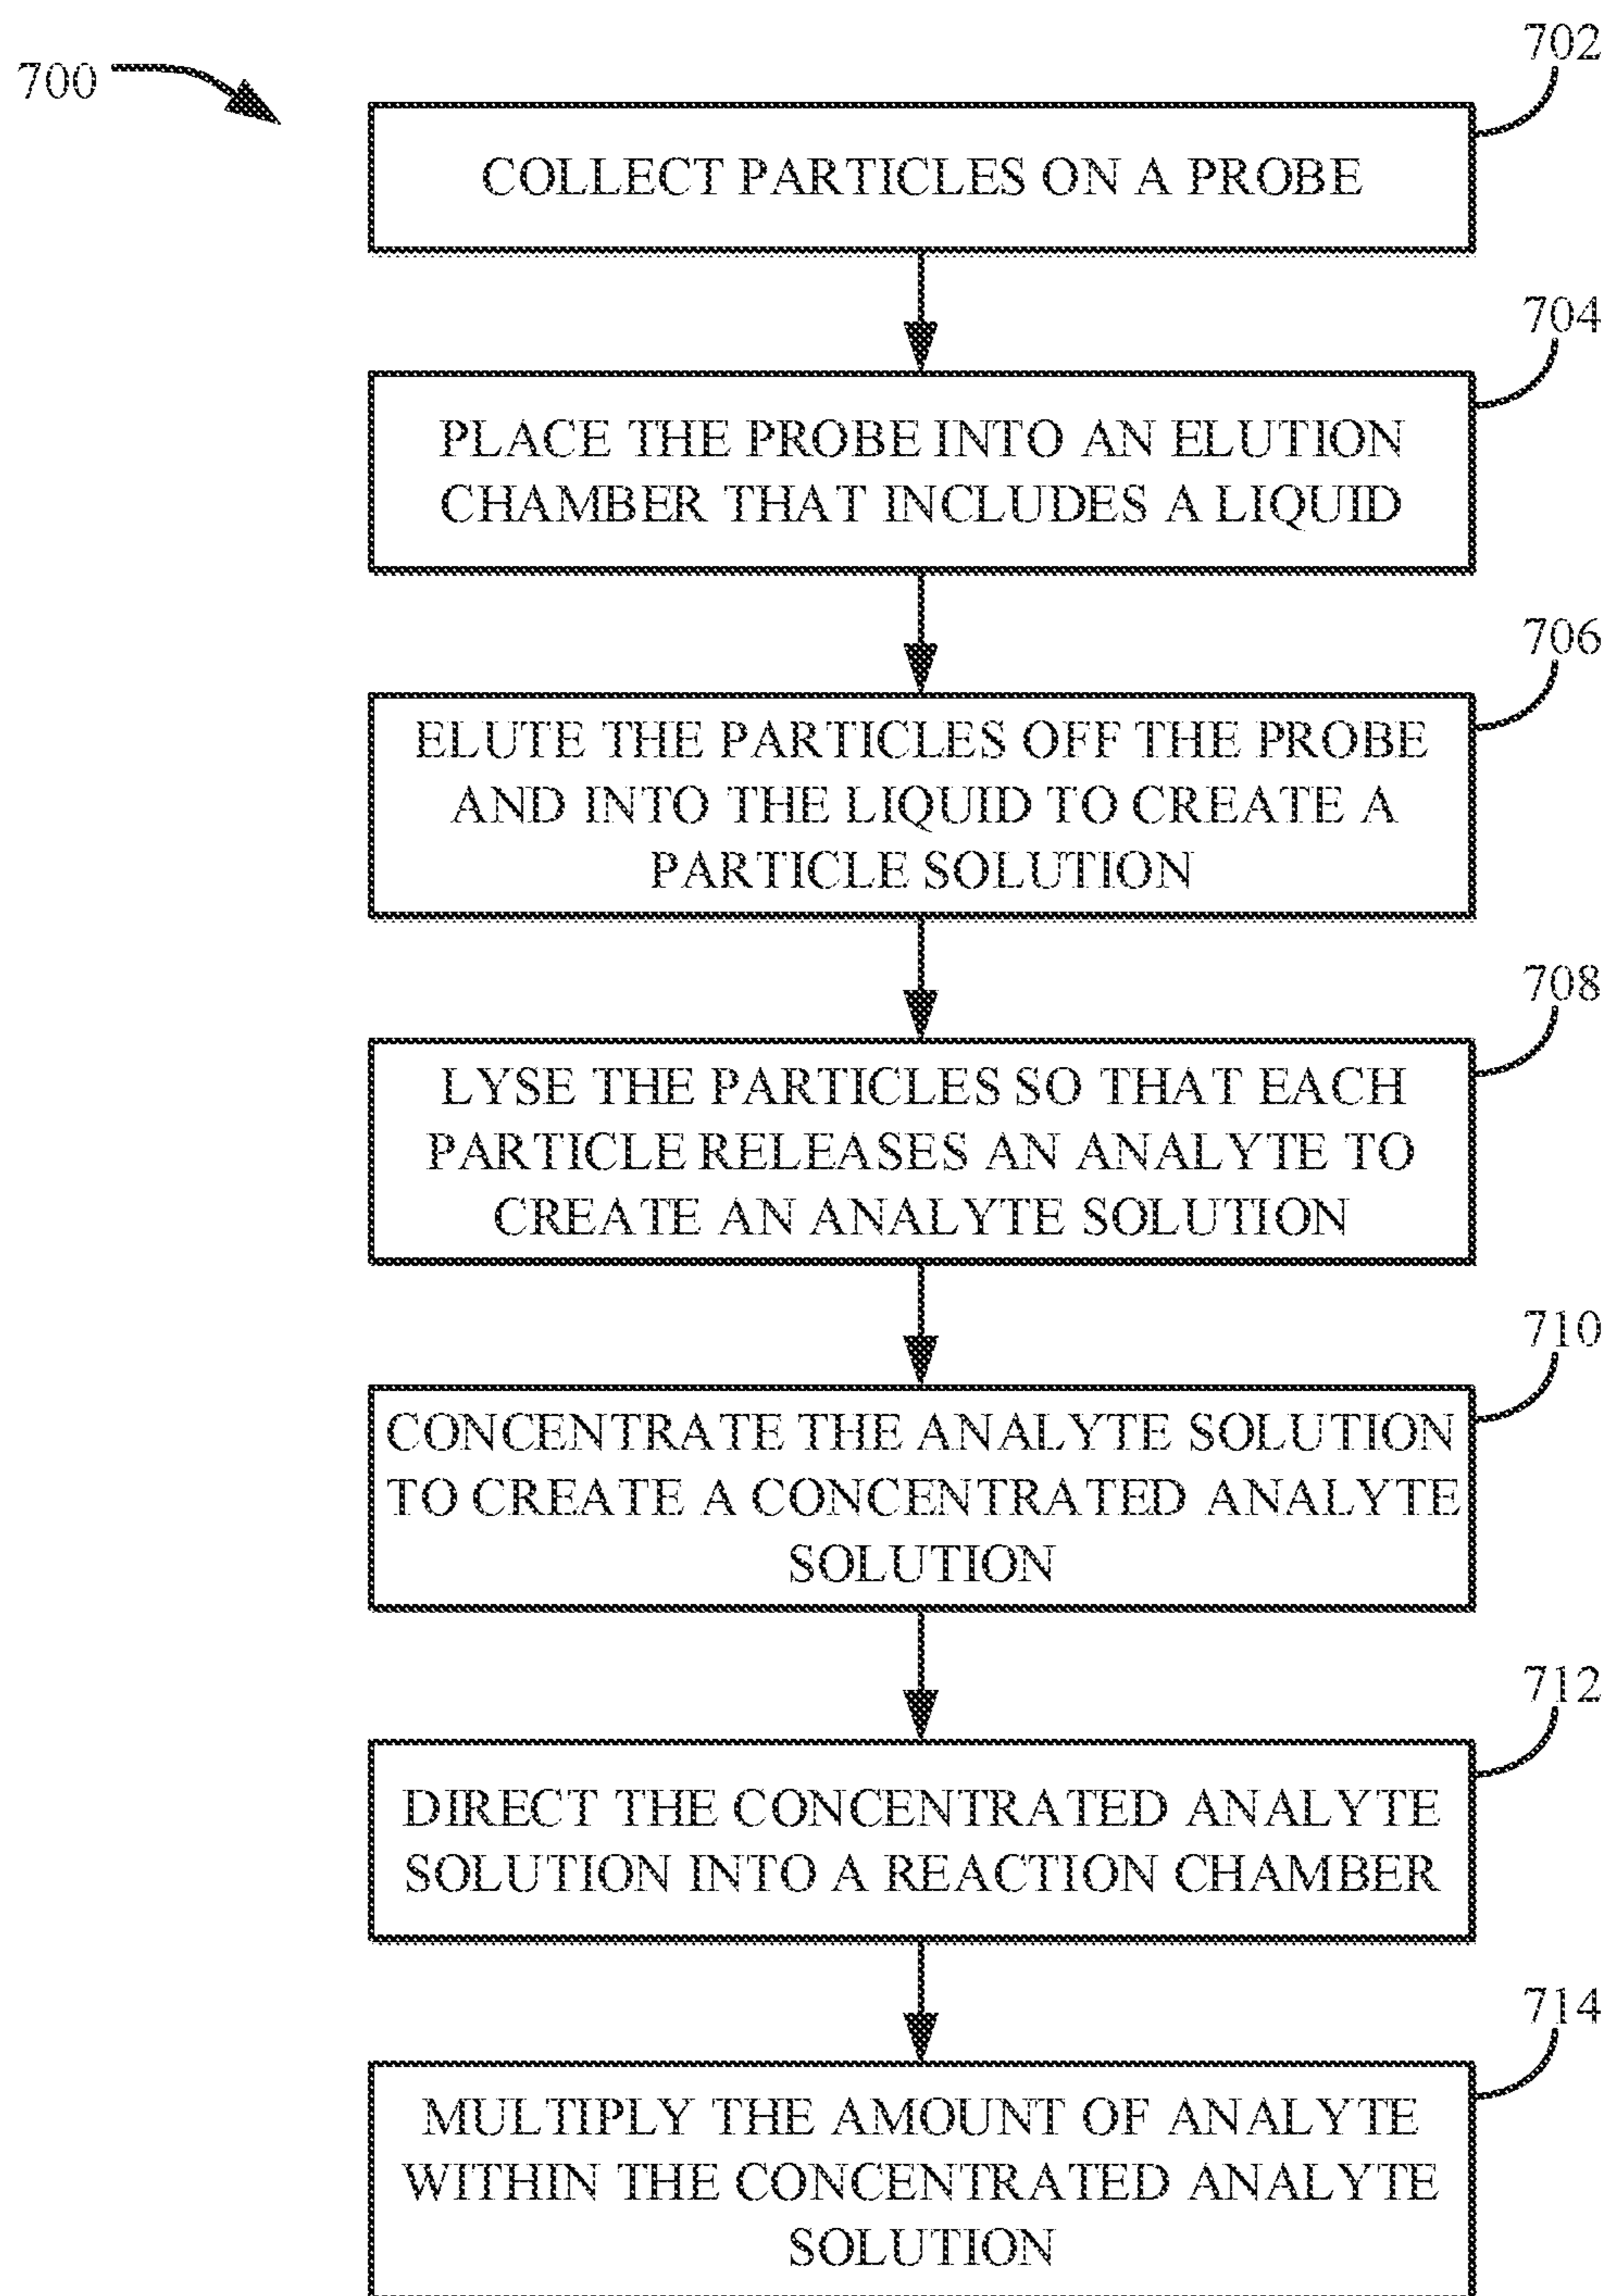 700
702
COLLECT PARTICLES ON A PROBE
704
PLACE THE PROBE INTO AN ELUTION
CHAMBER THAT INCLUDES A LIQUID
706
ELUTE THE PARTICLES OFF THE PROBE
AND INTO THE LIQUID TO CREATE A
PARTICLE SOLUTION
708
LYSE THE PARTICLES SO THAT EACH
PARTICLE RELEASES AN ANALYTE TO
CREATE AN ANALYTE SOLUTION
710
CONCENTRATE THE ANALYTE SOLUTION
TO CREATE A CONCENTRATED ANALYTE
SOLUTION
712
DIRECT THE CONCENTRATED ANALYTE
SOLUTION INTO A REACTION CHAMBER
714
MULTIPLY THE AMOUNT OF ANALYTE
WITHIN THE CONCENTRATED ANALYTE
SOLUTION